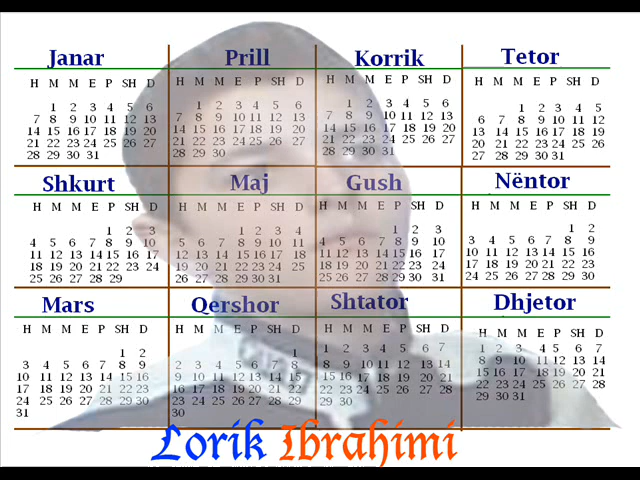 Janar
H M M E P SH D
1 2 3 4 5 6
7 8 9 10 11 12 13
14 15 16 17 18 19 20
21 22 23 24 25 26 27
28 29 30 31
Shkurt
H M M E P SH D
1 2 3
4 5 6 7 8 9 10
11 12 13 14 15 16 17
18 19 20 21 22 23 24
25 26 27 28 29
Mars
H M M E P SH D
1 2
3 4 5 6 7 8 9
10 11 12 13 14 15 16
17 18 19 20 21 22 23
24 25 26 27 28 29 30
31
Prill
H M M E P SH D
1 2 3 4 5 6
7 8 9 10 11 12 13
14 15 16 17 18 19 20
21 22 23 24 25 26 27
28 29 30
Maj
H M M E P SH D
1 2 3 4
5 6 7 8 9 10 11
12 13 14 15 16 17 18
19 20 21 22 23 24 25
26 27 28 29 30 31
Qershor
H M M E P SH D
1
2 3 4 5 6 7 8
9 10 11 12 13 14 15
16 17 18 19 20 21 22
23 24 25 26 27 28 29
30
Korrik
H M M E P SH D
1 2 3 4 5 6
7 8 9 10 11 12 13
14 15 16 17 18 19 20
21 22 23 24 25 26 27
28 29 30 31
Gush
H M M E P SH D
1 2 3
4 5 6 7 8 9 10
11 12 13 14 15 16 17
18 19 20 21 22 23 24
25 26 27 28 29 30 31
Shtator
H M M E P SH D
1 2 3 4 5 6 7
8 9 10 11 12 13 14
15 16 17 18 19 20 21
22 23 24 25 26 27 28
29 30
Tetor
H M M E P SH D
1 2 3 4 5
6 7 8 9 10 11 12
13 14 15 16 17 18 19
20 21 22 23 24 25 26
27 28 29 30 31
Nëntor
H M M E P SH D
1 2
3 4 5 6 7 8 9
10 11 12 13 14 15 16
17 18 19 20 21 22 23
24 25 26 27 28 29 30
Dhjetor
H M M E P SH D
1 2 3 4 5 6 7
8 9 10 11 12 13 14
15 16 17 18 19 20 21
22 23 24 25 26 27 28
29 30 31
Lorik Ibrahimi